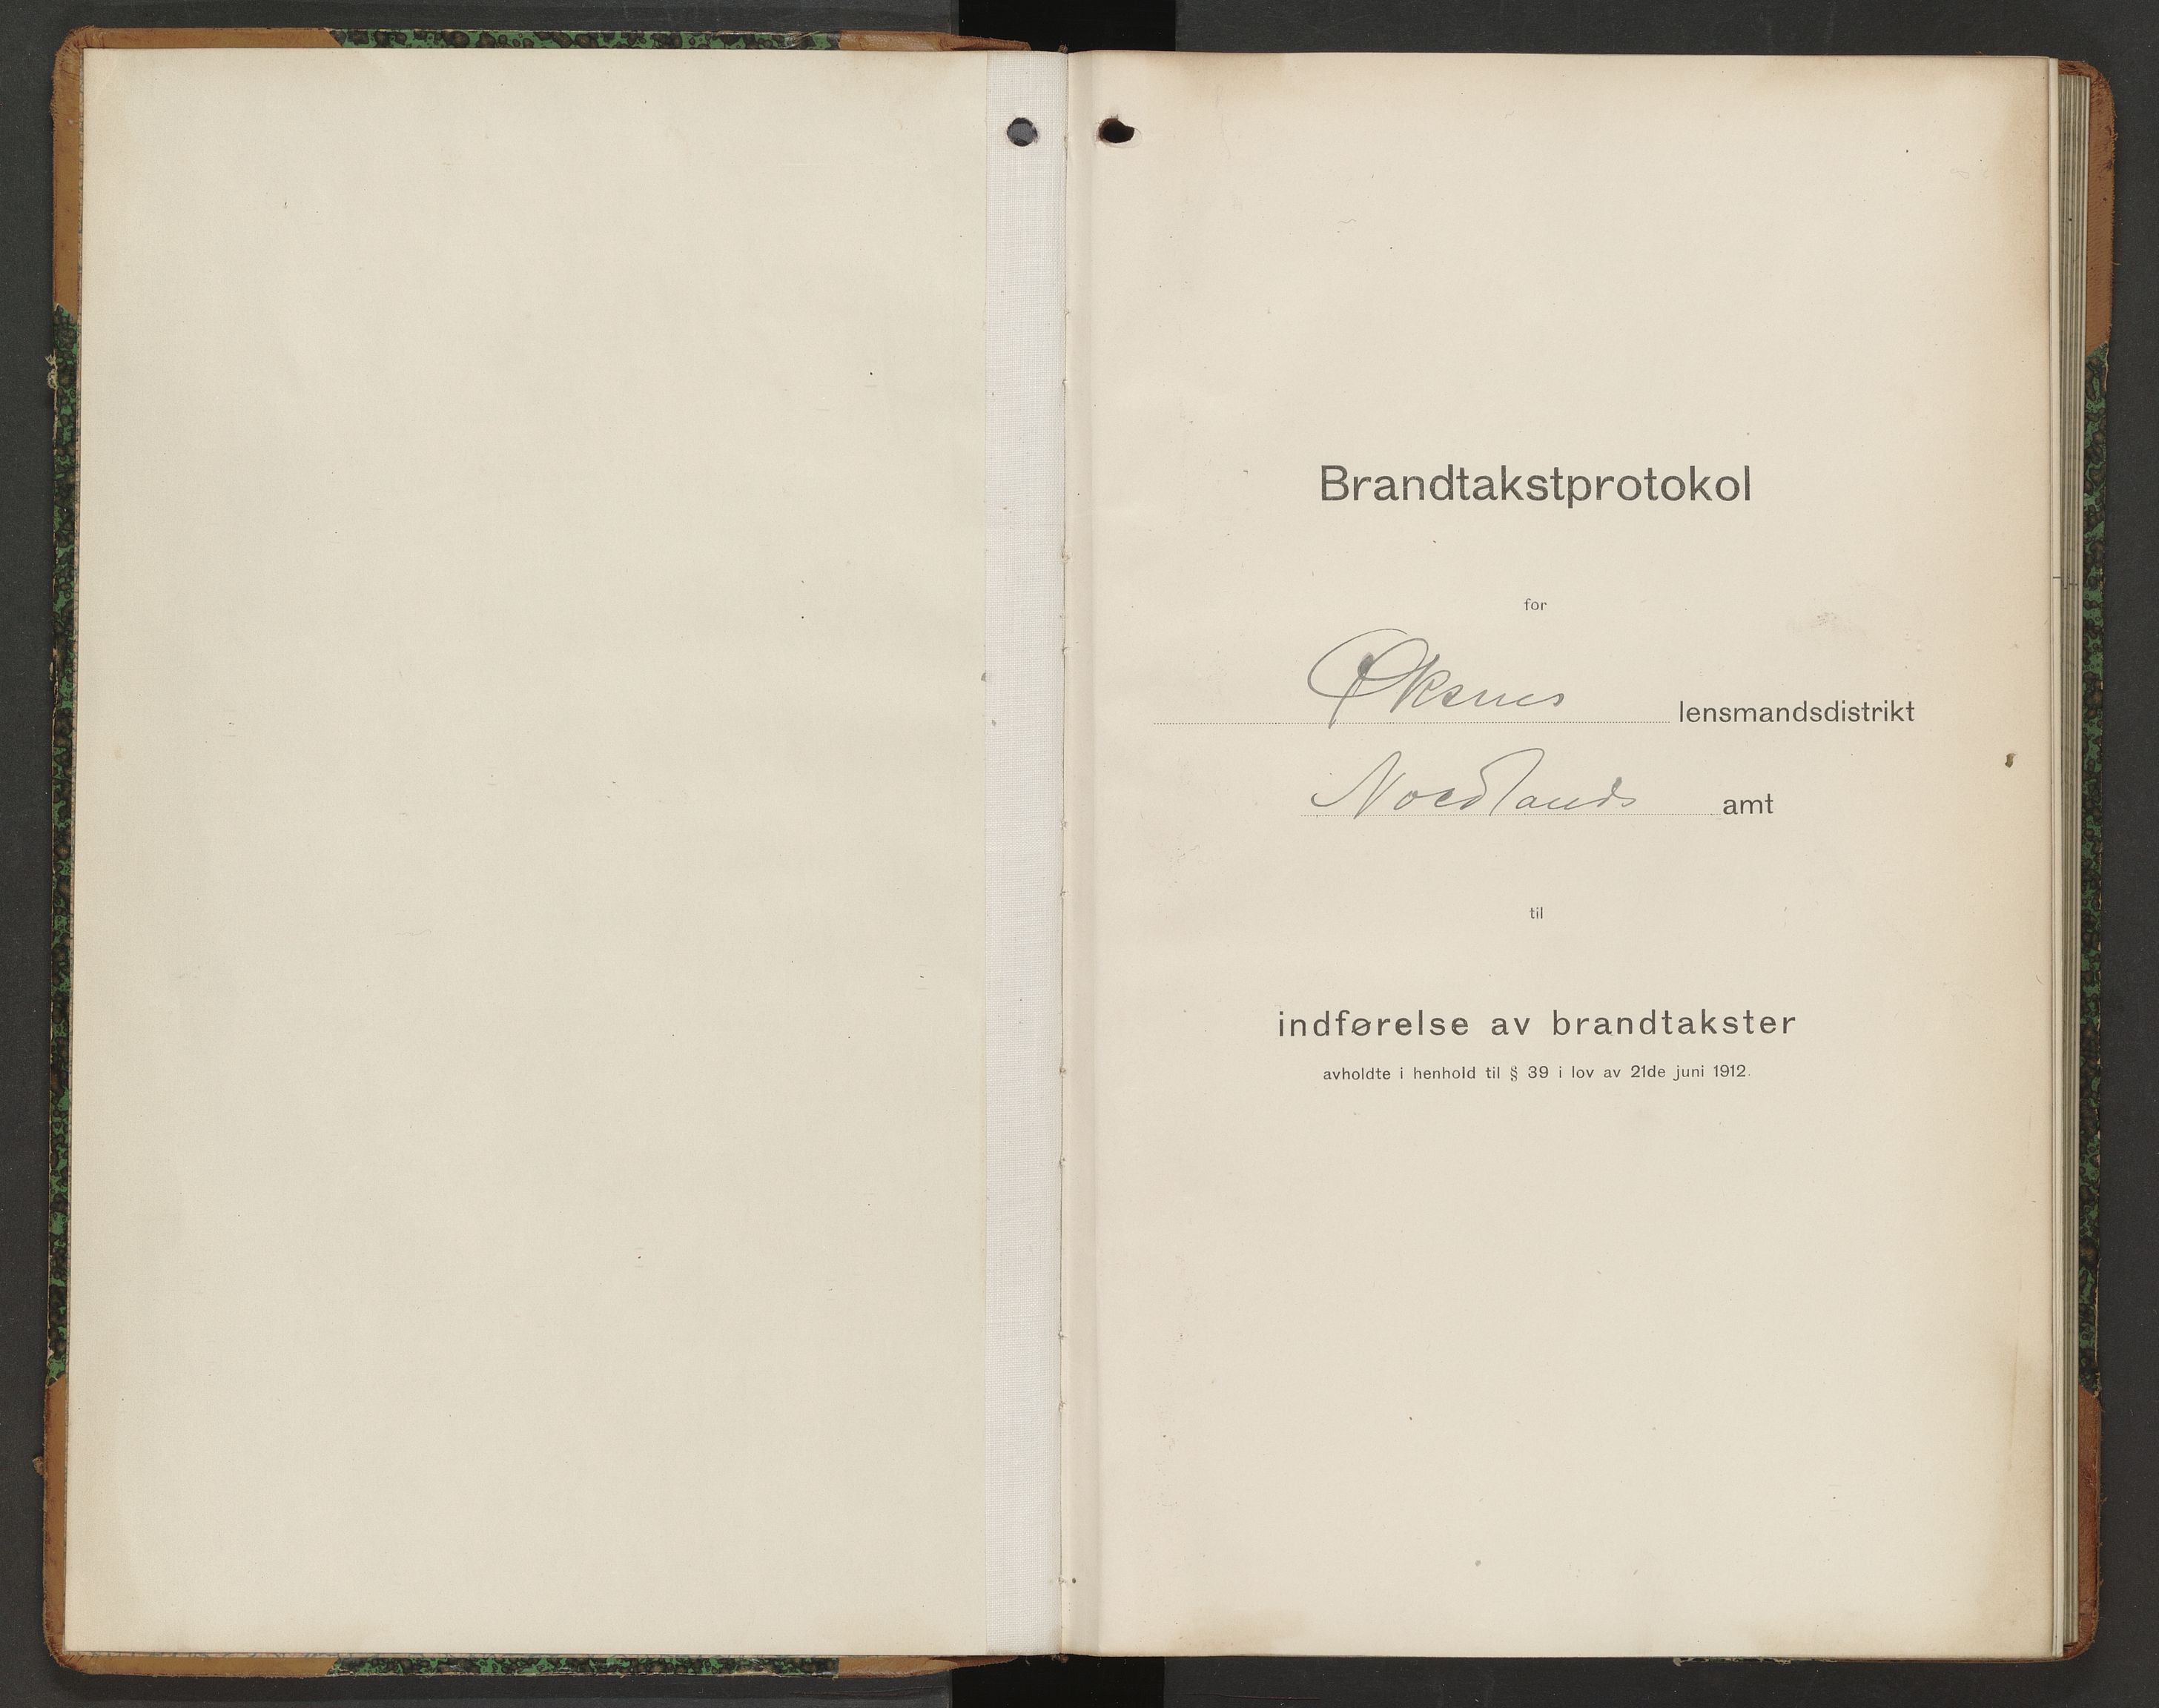 Brandtakstprotokol
for
Øksnes lensmandsdistrikt
Nordlands amt
til
indførelse av brandtakster
avholdte i henhold til § 39 i lov av 21de juni 1912.